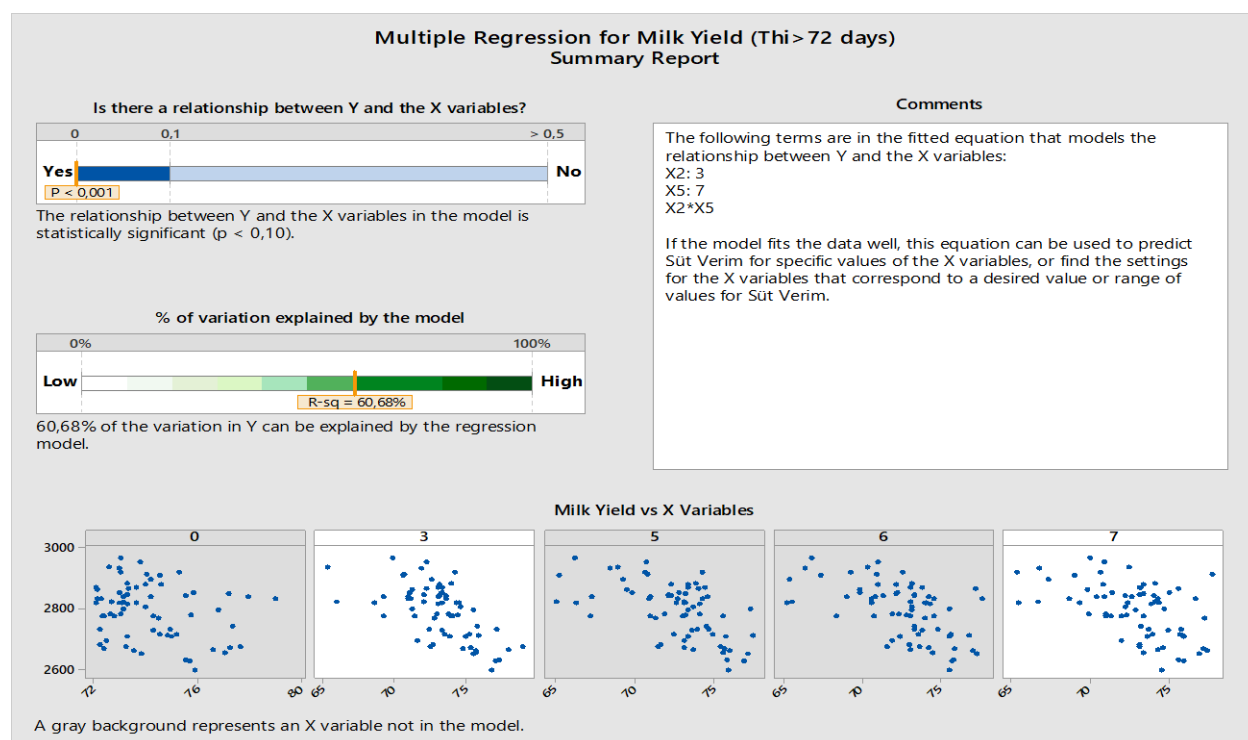 Multiple Regression for Milk Yield (Thi>72 days)
Summary Report
Is there a relationship between Y and the X variables?
0 0,1 > 0,5
Yes No
P < 0,001
The relationship between Y and the X variables in the model is
statistically significant (p < 0,10).
% of variation explained by the model
0% 100%
Low High
R-sq = 60,68%
60,68% of the variation in Y can be explained by the regression
model.
Comments
The following terms are in the fitted equation that models the
relationship between Y and the X variables:
X2: 3
X5: 7
X2*X5
If the model fits the data well, this equation can be used to predict
Süt Verim for specific values of the X variables, or find the settings
for the X variables that correspond to a desired value or range of
values for Süt Verim.
Milk Yield vs X Variables
0 3 5 6 7
3000
2800
2600
72 76 80 65 70 75 65 70 75 65 70 75 65 70 75
A gray background represents an X variable not in the model.